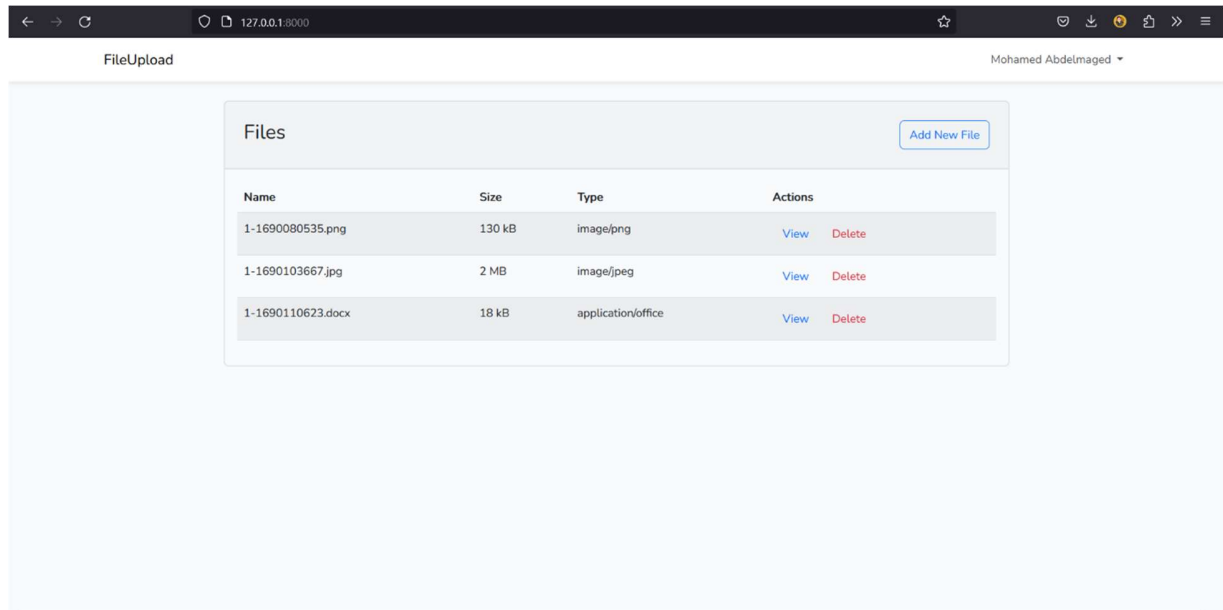 127.0.0.1:8000
FileUpload Mohamed Abdelmaged
Files Add New File
Name Size Type Actions
1-1690080535.png 130 kB image/png View Delete
1-1690103667.jpg 2 MB image/jpeg View Delete
1-1690110623.docx 18 kB application/office View Delete